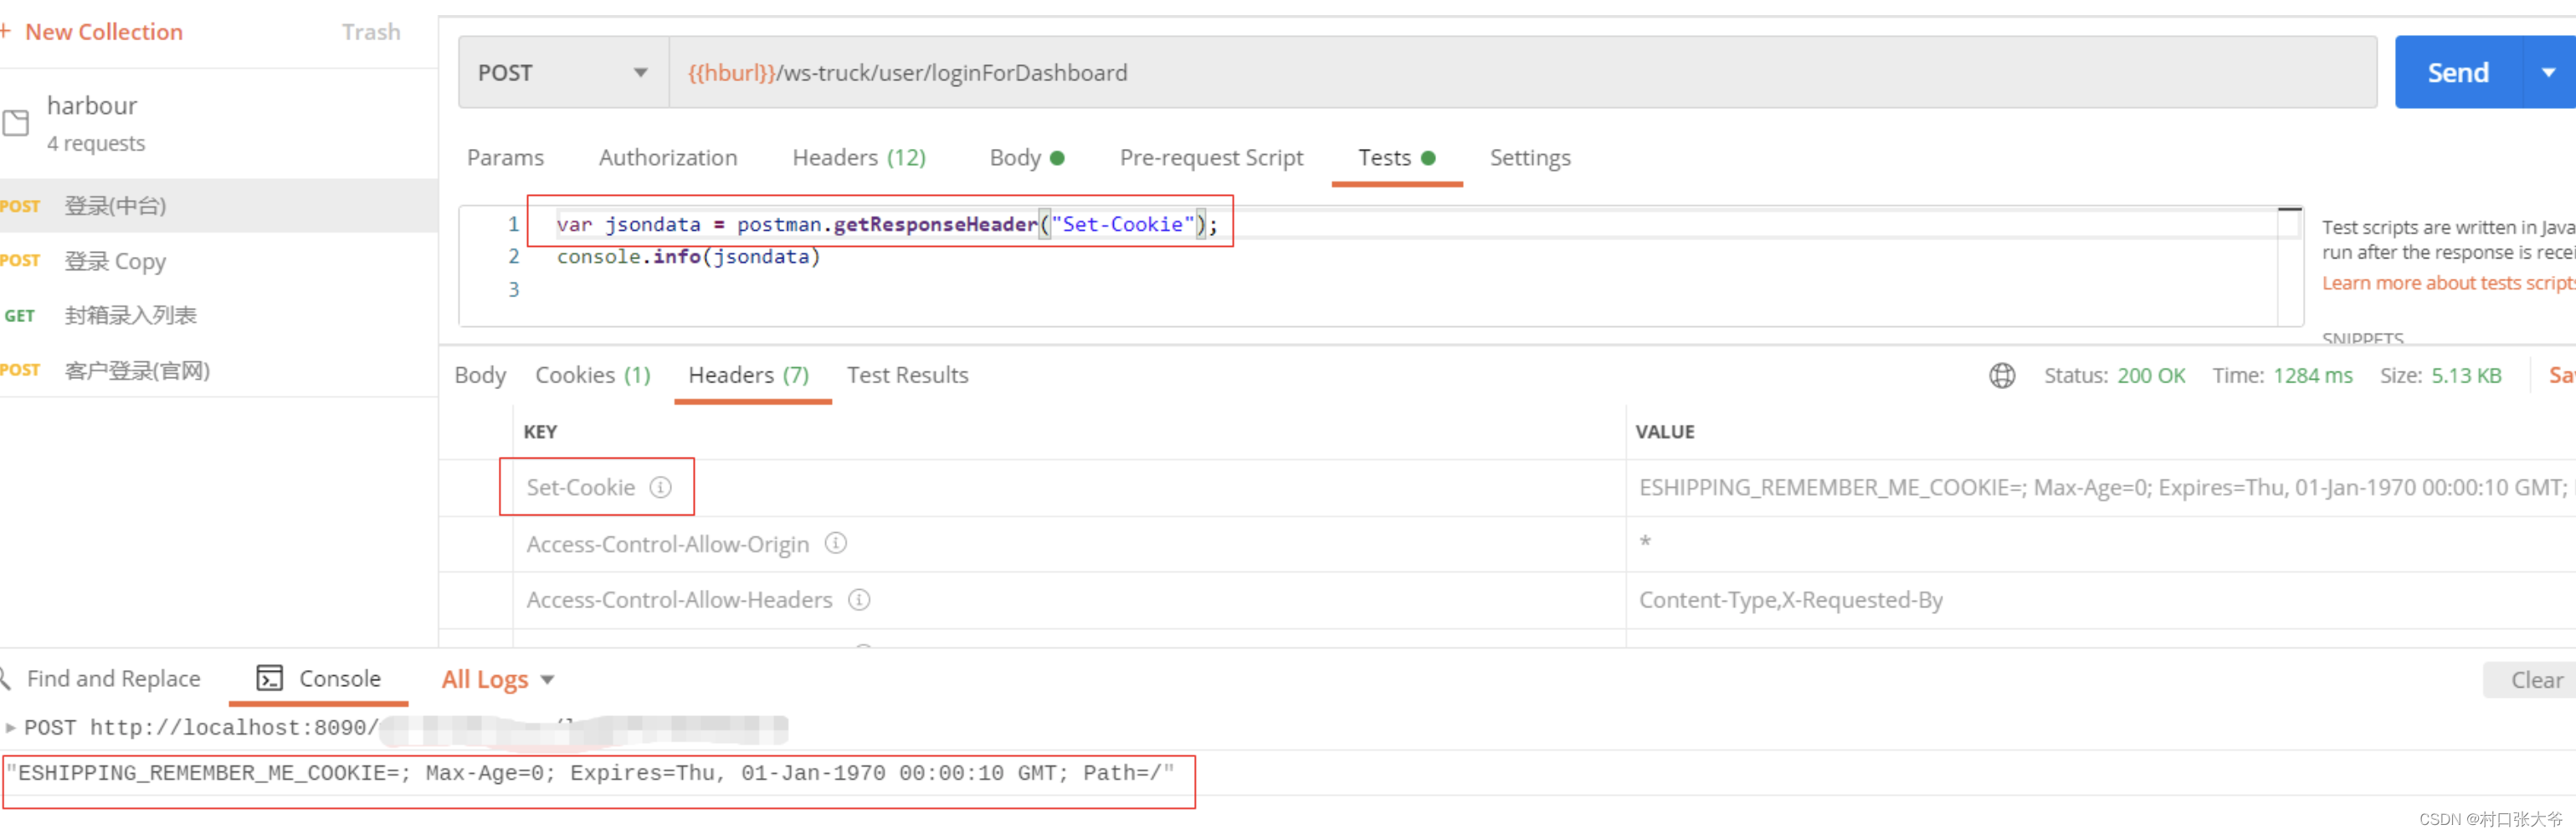 + New Collection Trash
harbour
4 requests
POST 登录(中台)
POST 登录 Copy
GET 封箱录入列表
POST 客户登录(官网)
POST {{hburl}}/ws-truck/user/loginForDashboard Send
Params Authorization Headers (12) Body Pre-request Script Tests Settings
1 var jsondata = postman.getResponseHeader("Set-Cookie");
2 console.info(jsondata)
3
Test scripts are written in Java
run after the response is recei
Learn more about tests scripts
SNIPPETS
Body Cookies (1) Headers (7) Test Results Status: 200 OK Time: 1284 ms Size: 5.13 KB Sa
KEY VALUE
Set-Cookie ESHIPPING_REMEMBER_ME_COOKIE=; Max-Age=0; Expires=Thu, 01-Jan-1970 00:00:10 GMT;
Access-Control-Allow-Origin *
Access-Control-Allow-Headers Content-Type,X-Requested-By
Find and Replace Console All Logs Clear
POST http://localhost:8090/
"ESHIPPING_REMEMBER_ME_COOKIE=; Max-Age=0; Expires=Thu, 01-Jan-1970 00:00:10 GMT; Path=/"
CSDN @村口张大爷